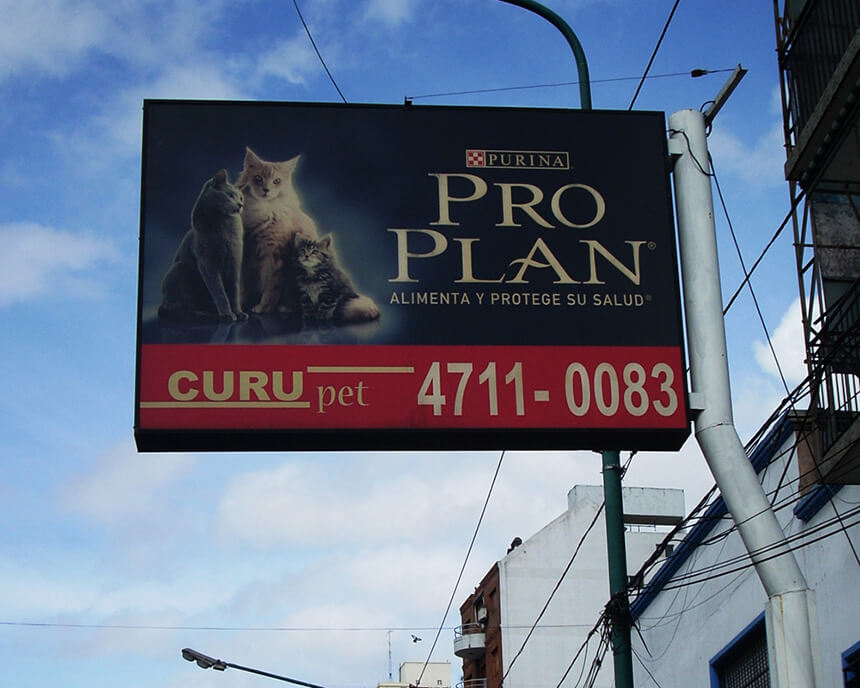 PURINA
PRO
PLAN®
ALIMENTA Y PROTEGE SU SALUD®
CURU pet 4711-0083